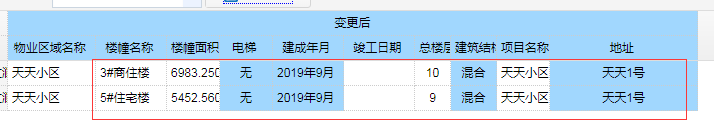 变更后
物业区域名称 楼幢名称 楼幢面积 电梯 建成年月 竣工日期 总楼层 建筑结构 项目名称 地址
天天小区 3#商住楼 6983.250 无 2019年9月 10 混合 天天小区 天天1号
天天小区 5#住宅楼 5452.560 无 2019年9月 9 混合 天天小区 天天1号